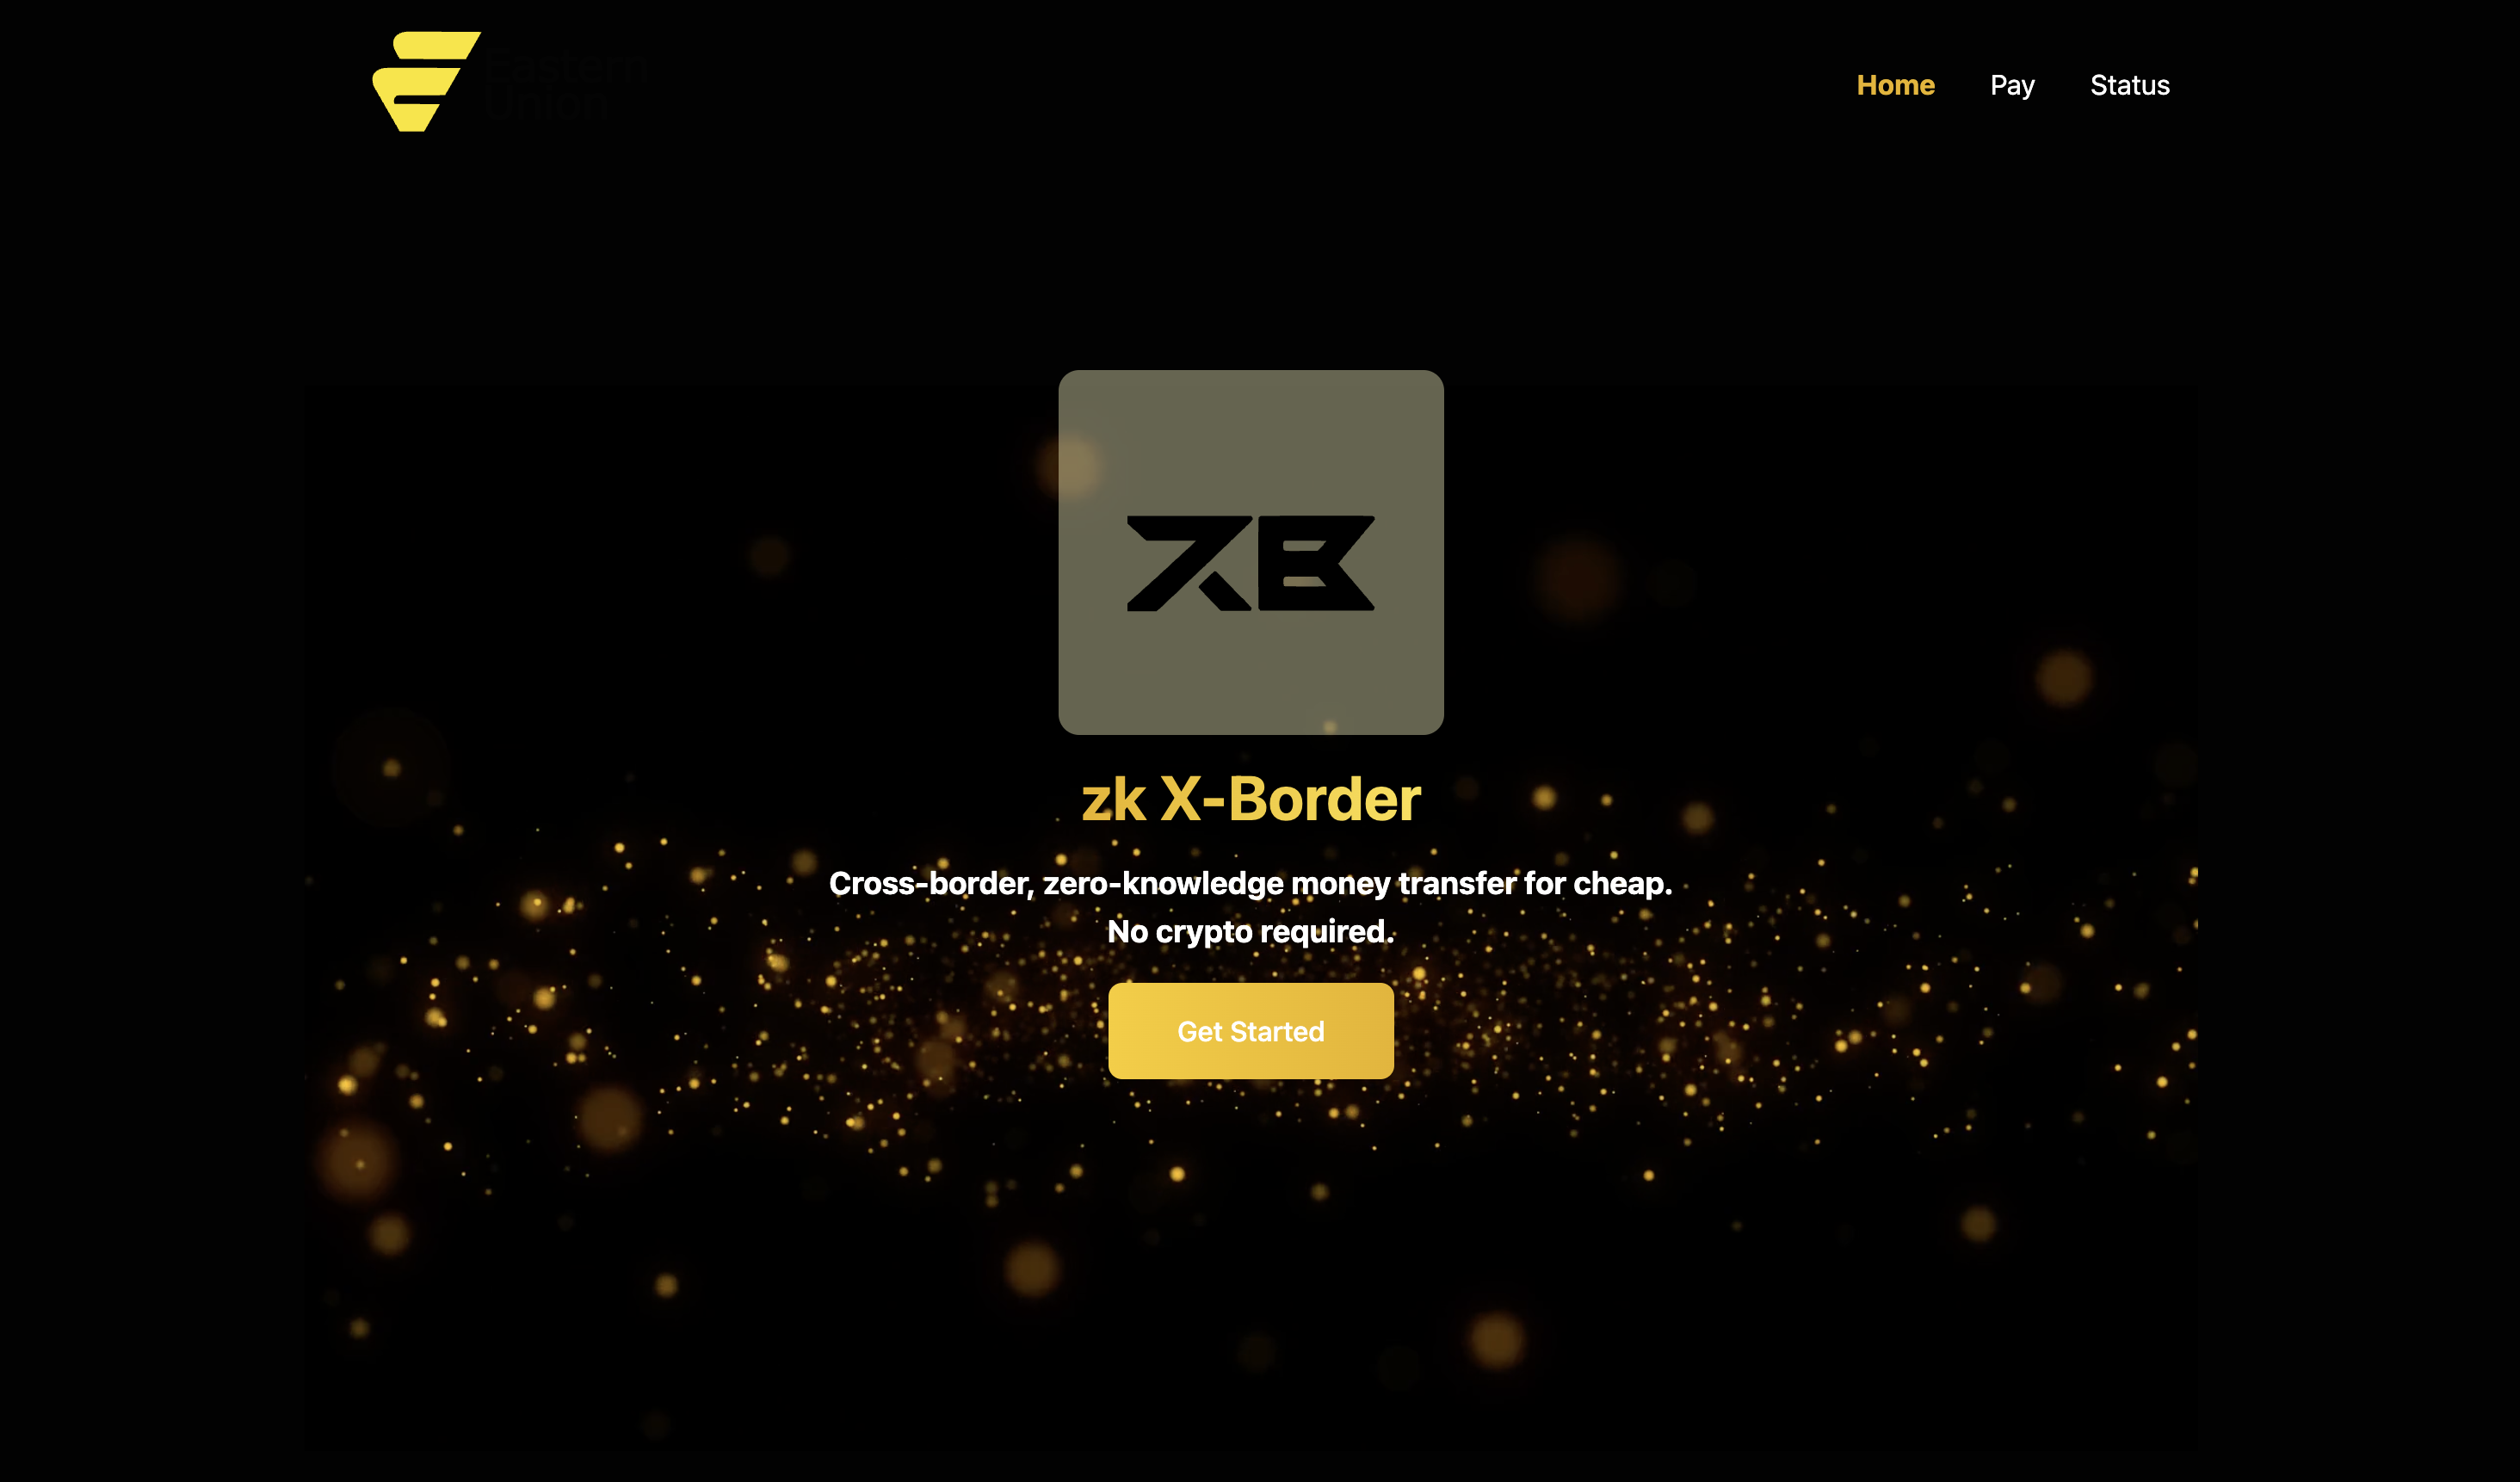 Eastern
Union
Home
Pay
Status
ZKB
zk X-Border
Cross-border, zero-knowledge money transfer for cheap.
No crypto required.
Get Started